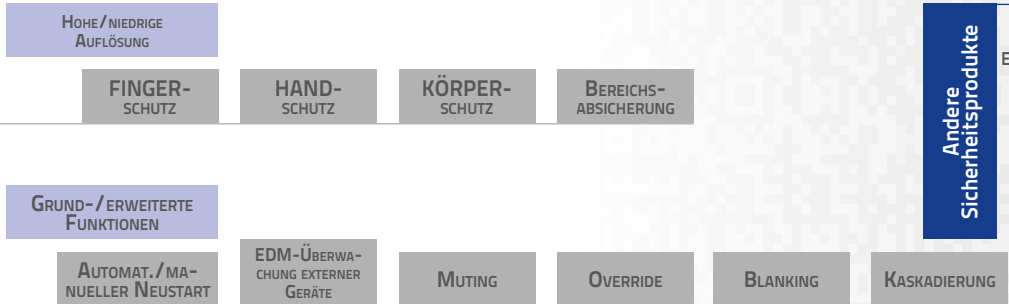 Hohe/niedrige
Auflösung
FINGER-
schutz
HAND-
schutz
KÖRPER-
schutz
Bereichs-
absicherung
Andere
Sicherheitsprodukte
Grund-/erweiterte
Funktionen
Automat./ma-
nueller Neustart
EDM-Überwa-
chung externer
Geräte
Muting
Override
Blanking
Kaskadierung